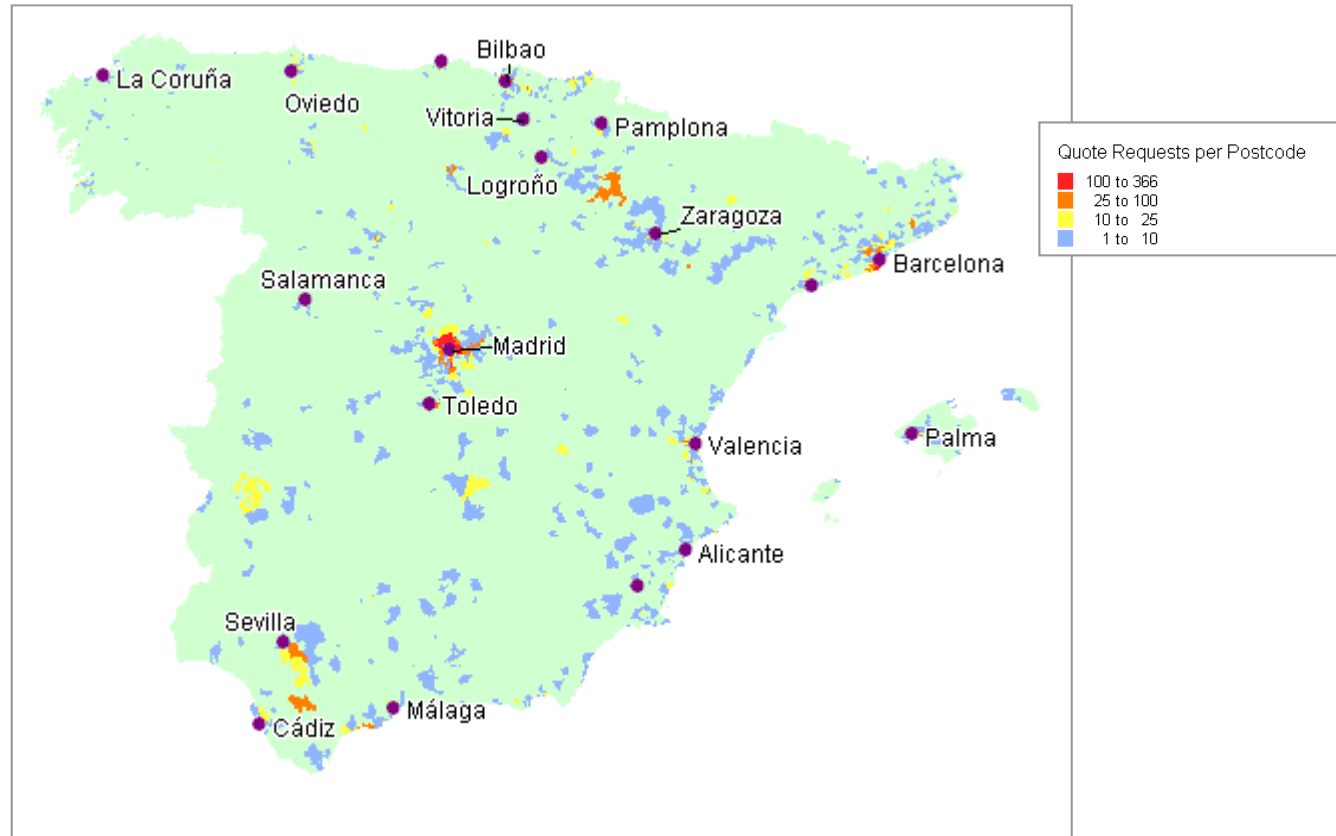 Bilbao
La Coruña
Oviedo
Vitoria
Pamplona
Logroño
Zaragoza
Barcelona
Salamanca
Madrid
Toledo
Valencia
Palma
Alicante
Sevilla
Málaga
Cádiz
Quote Requests per Postcode
100 to 366
25 to 100
10 to 25
1 to 10